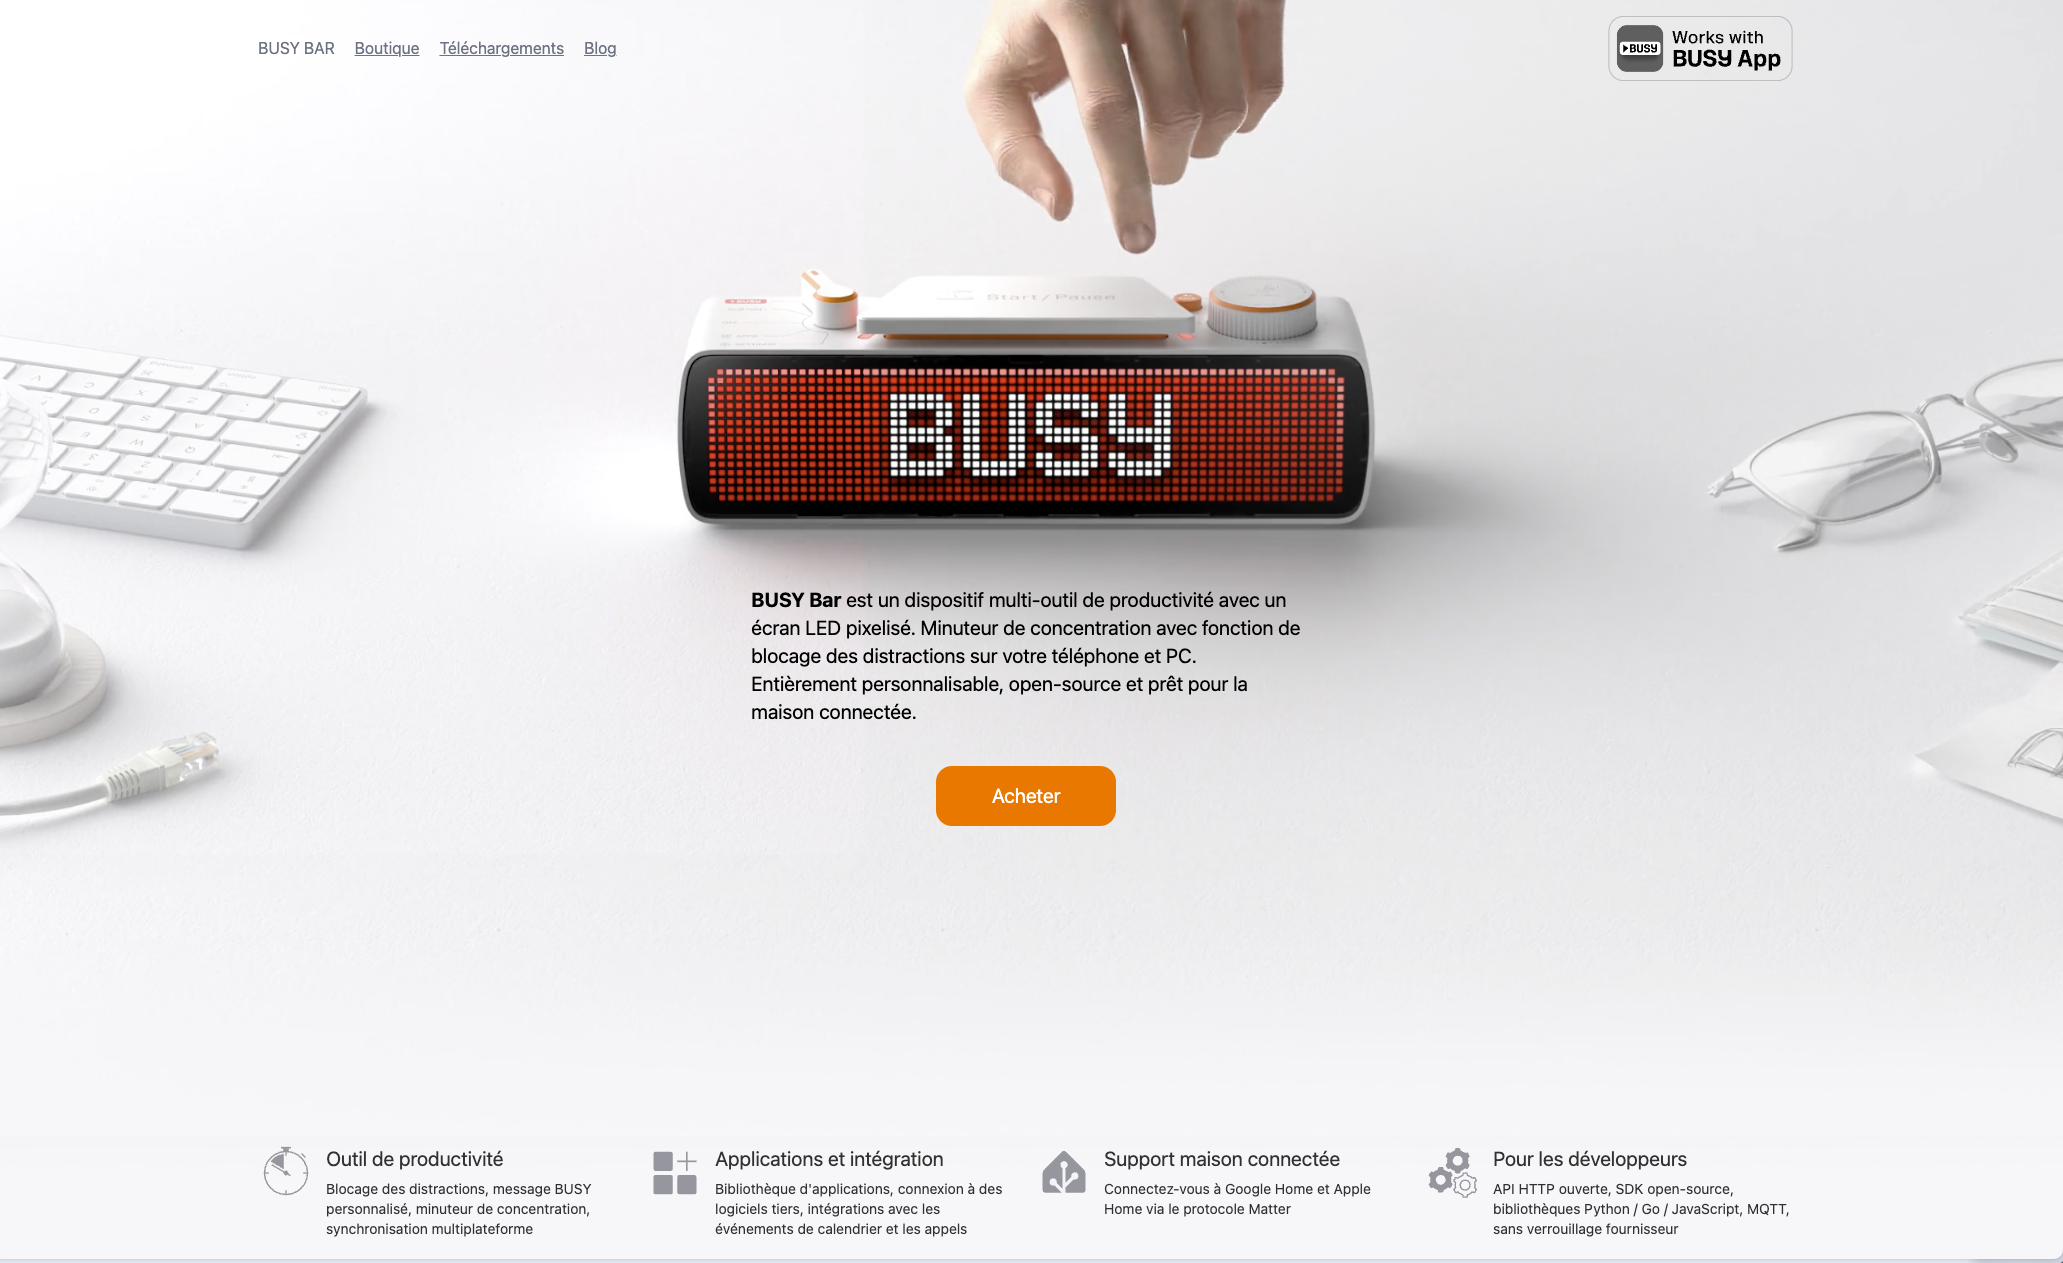 BUSY BAR Boutique Téléchargements Blog
Works with
BUSY
BUSY App
Start/Pause
BUSY
BUSY Bar est un dispositif multi-outil de productivité avec un
écran LED pixelisé. Minuteur de concentration avec fonction de
blocage des distractions sur votre téléphone et PC.
Entièrement personnalisable, open-source et prêt pour la
maison connectée.
Acheter
Outil de productivité
Blocage des distractions, message BUSY
personnalisé, minuteur de concentration,
synchronisation multiplateforme
Applications et intégration
Bibliothèque d'applications, connexion à des
logiciels tiers, intégrations avec les
événements de calendrier et les appels
Support maison connectée
Connectez-vous à Google Home et Apple
Home via le protocole Matter
Pour les développeurs
API HTTP ouverte, SDK open-source,
bibliothèques Python / Go / JavaScript, MQTT,
sans verrouillage fournisseur